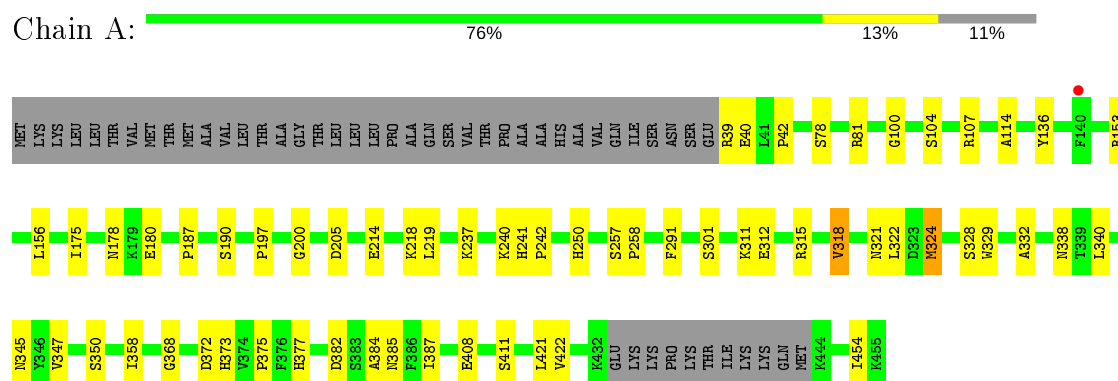 Chain A:
76% 13% 11%
MET LYS LYS LEU LEU THR VAL MET THR MET ALA VAL LEU THR ALA GLY THR LEU LEU LEU PRO ALA GLN SER VAL THR PRO ALA ALA HIS ALA VAL GLN ILE SER ASN SER GLU R39 E40 L41 P42 S78 R81 G100 S104 R107 A114 Y136 F140 R153
L156 I175 N178 K179 E180 P187 S190 P197 G200 D205 E214 K218 L219 K237 K240 H241 P242 H250 S257 P258 F291 S301 K311 E312 R315 V318 N321 L322 D323 M324 S328 W329 A332 N338 T339 L340
N345 Y346 V347 S350 I358 G368 D372 H373 V374 P375 F376 H377 D382 S383 A384 N385 F386 I387 E408 S411 L421 V422 K432 GLU LYS LYS PRO LYS THR ILE LYS LYS GLN MET K444 I454 K455